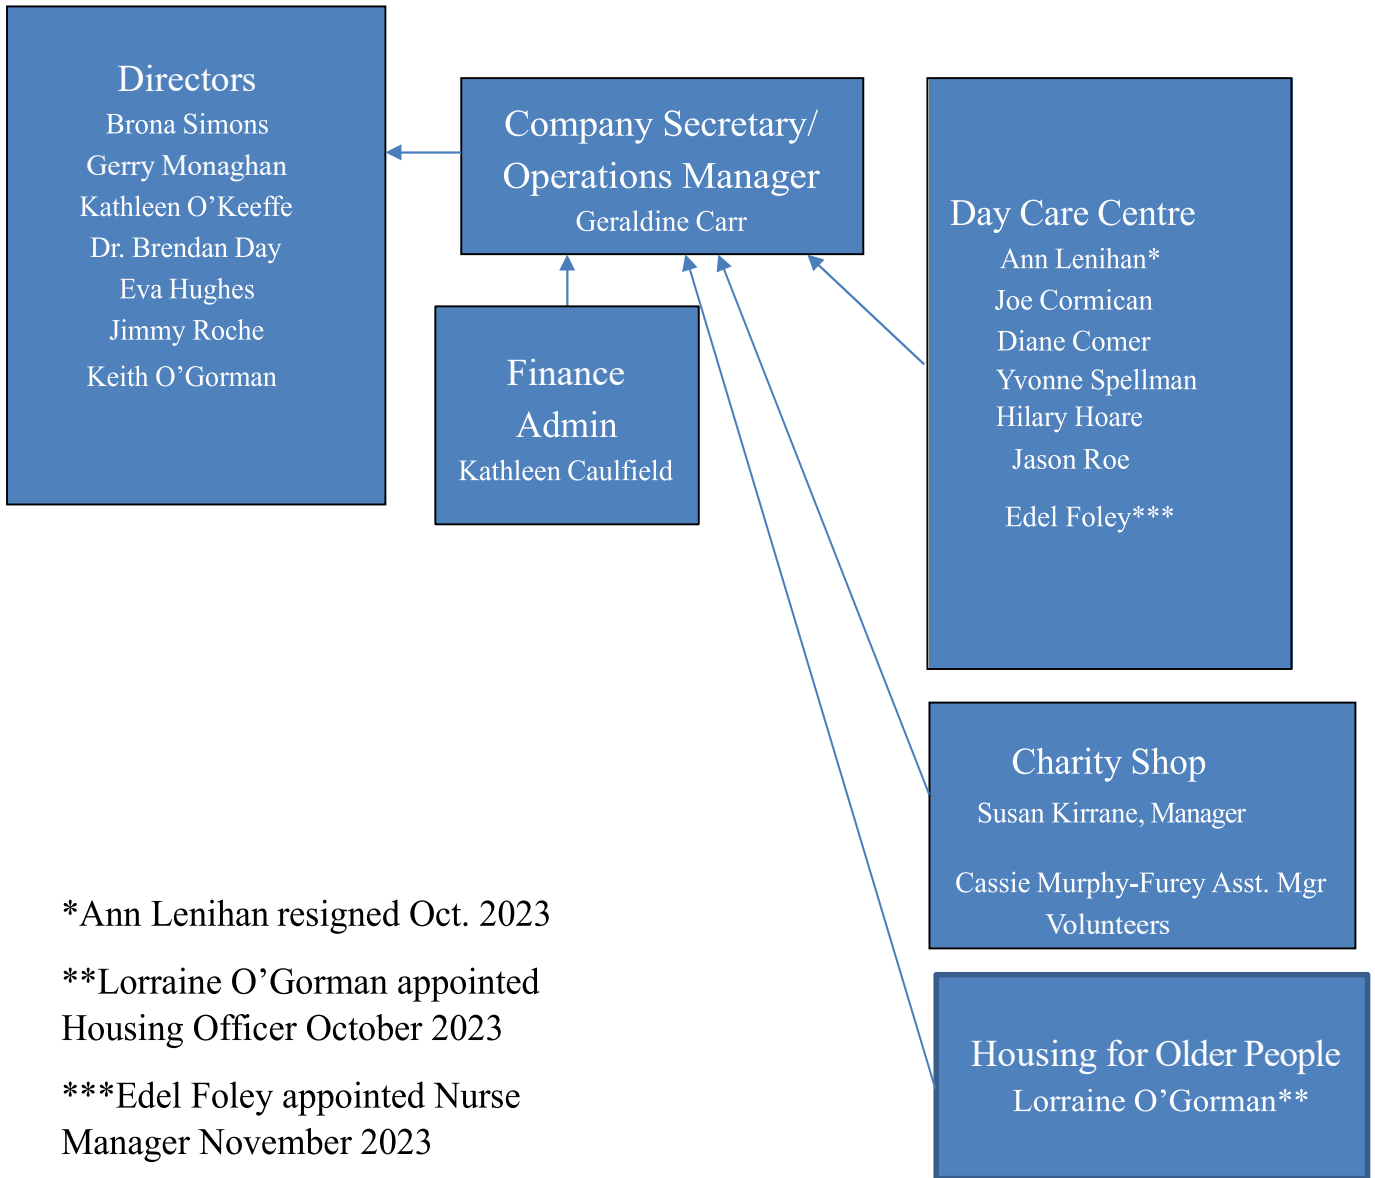 Directors
Brona Simons
Gerry Monaghan
Kathleen O’Keeffe
Dr. Brendan Day
Eva Hughes
Jimmy Roche
Keith O’Gorman
Company Secretary/
Operations Manager
Geraldine Carr
Finance
Admin
Kathleen Caulfield
Day Care Centre
Ann Lenihan*
Joe Cormican
Diane Comer
Yvonne Spellman
Hilary Hoare
Jason Roe
Edel Foley***
Charity Shop
Susan Kirrane, Manager
Cassie Murphy-Furey Asst. Mgr
Volunteers
Housing for Older People
Lorraine O’Gorman**
*Ann Lenihan resigned Oct. 2023
**Lorraine O’Gorman appointed
Housing Officer October 2023
***Edel Foley appointed Nurse
Manager November 2023